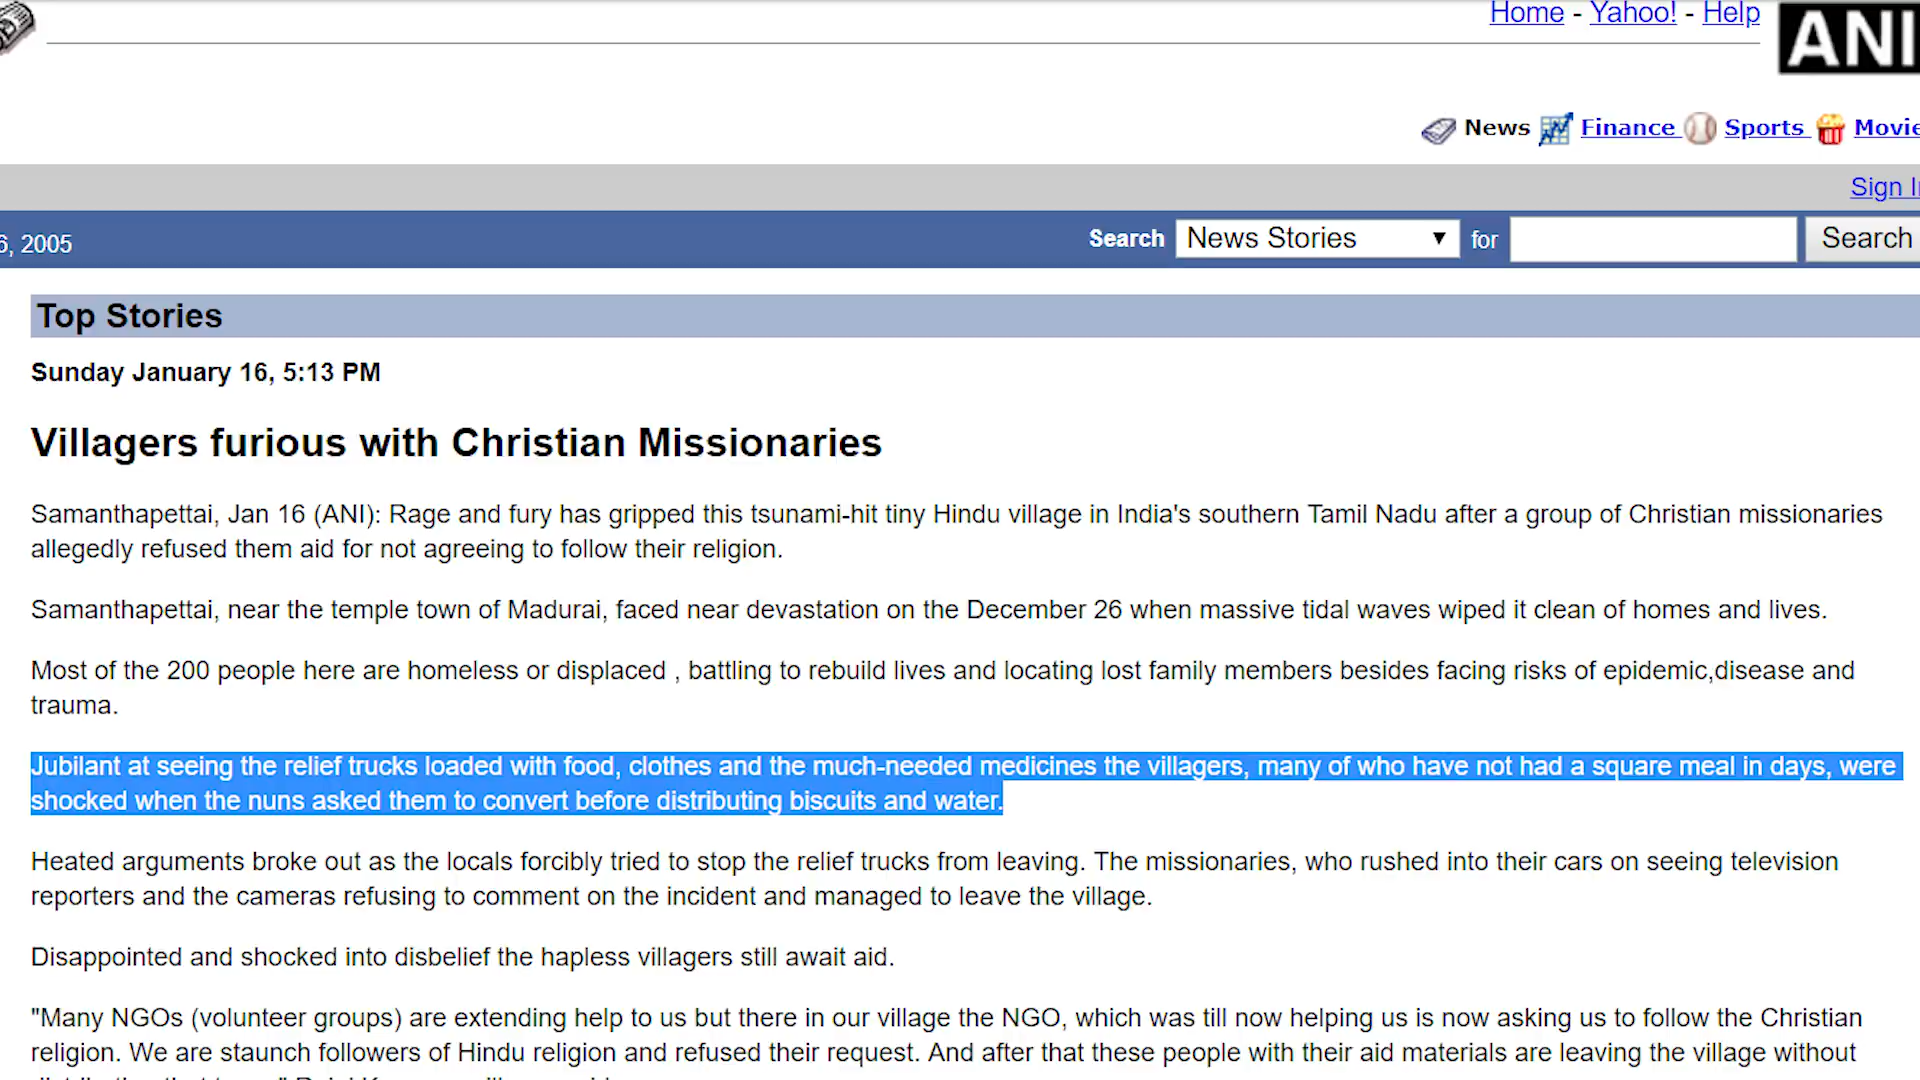 Home - Yahoo! - Help
ANI
News Finance Sports Movie
Sign I
6, 2005 Search News Stories for Search
Top Stories
Sunday January 16, 5:13 PM
Villagers furious with Christian Missionaries
Samanthapettai, Jan 16 (ANI): Rage and fury has gripped this tsunami-hit tiny Hindu village in India's southern Tamil Nadu after a group of Christian missionaries
allegedly refused them aid for not agreeing to follow their religion.
Samanthapettai, near the temple town of Madurai, faced near devastation on the December 26 when massive tidal waves wiped it clean of homes and lives.
Most of the 200 people here are homeless or displaced , battling to rebuild lives and locating lost family members besides facing risks of epidemic,disease and
trauma.
Jubilant at seeing the relief trucks loaded with food, clothes and the much-needed medicines the villagers, many of who have not had a square meal in days, were
shocked when the nuns asked them to convert before distributing biscuits and water.
Heated arguments broke out as the locals forcibly tried to stop the relief trucks from leaving. The missionaries, who rushed into their cars on seeing television
reporters and the cameras refusing to comment on the incident and managed to leave the village.
Disappointed and shocked into disbelief the hapless villagers still await aid.
"Many NGOs (volunteer groups) are extending help to us but there in our village the NGO, which was till now helping us is now asking us to follow the Christian
religion. We are staunch followers of Hindu religion and refused their request. And after that these people with their aid materials are leaving the village without